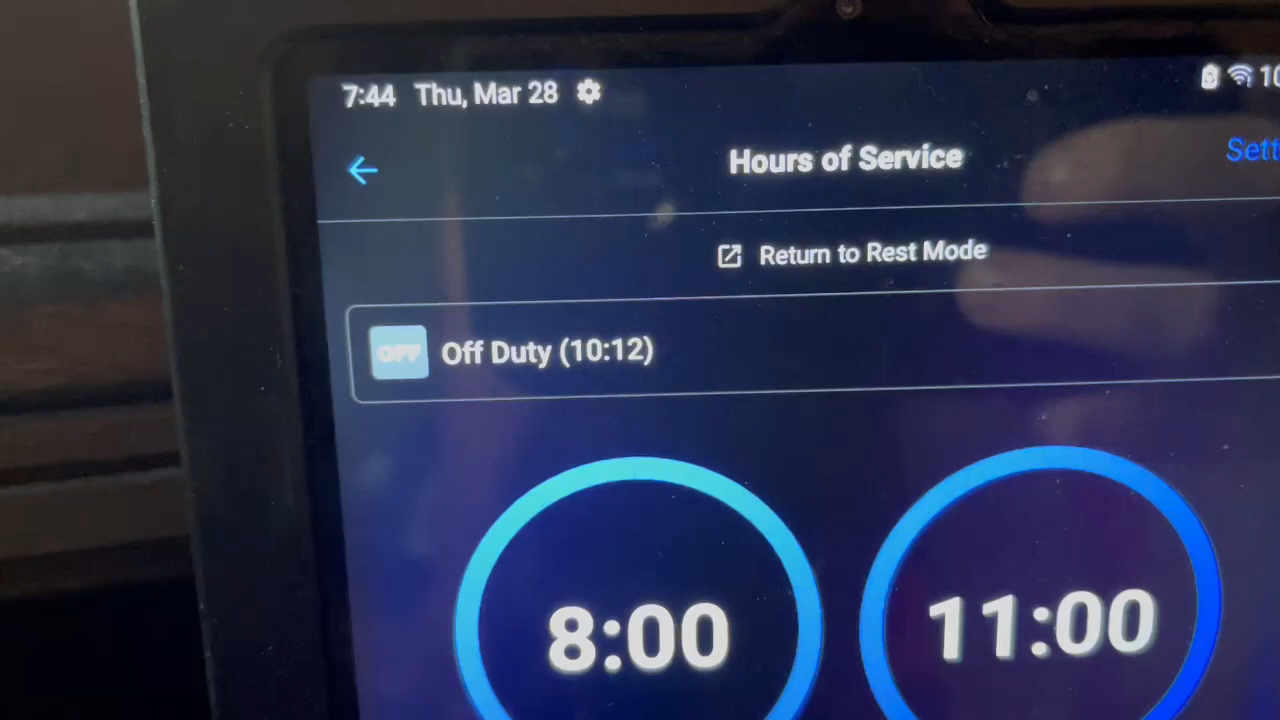 7:44 Thu, Mar 28
Hours of Service
Return to Rest Mode
OFF Off Duty (10:12)
8:00 11:00